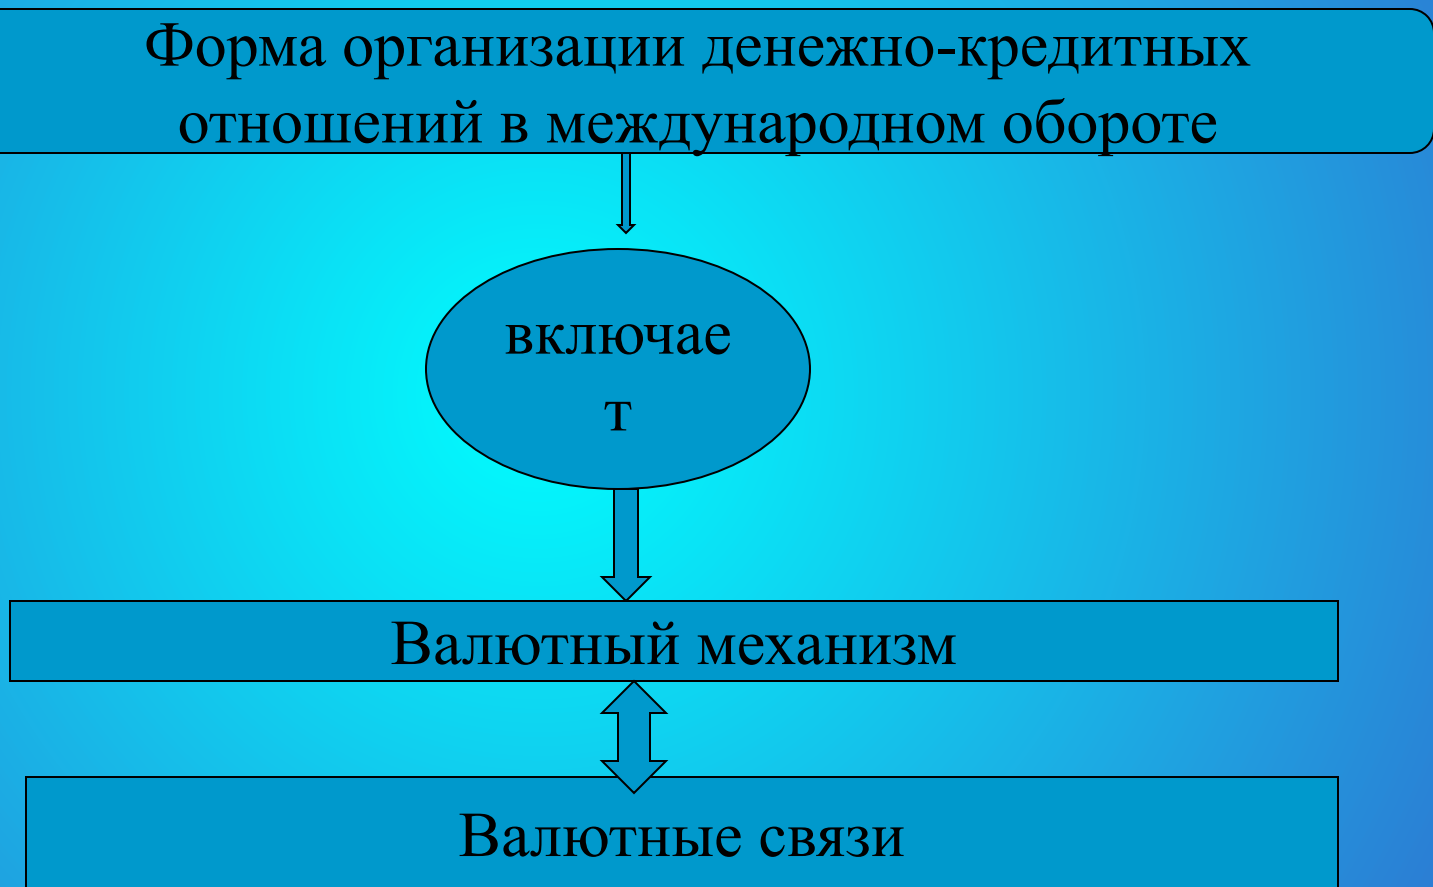 Форма организации денежно-кредитных
отношений в международном обороте
включае
т
Валютный механизм
Валютные связи